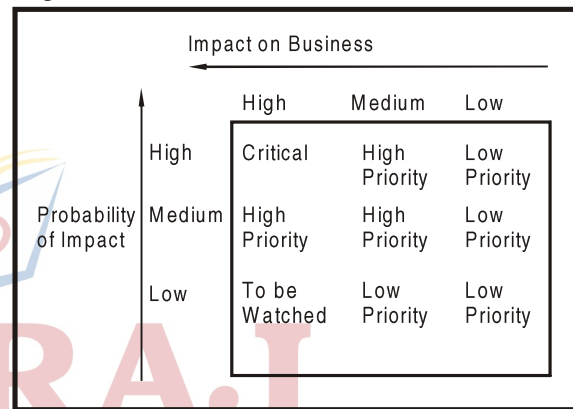 Impact on Business
High Medium Low
High Critical High Priority Low Priority
Probability of Impact Medium High Priority High Priority Low Priority
Low To be Watched Low Priority Low Priority
RA.I